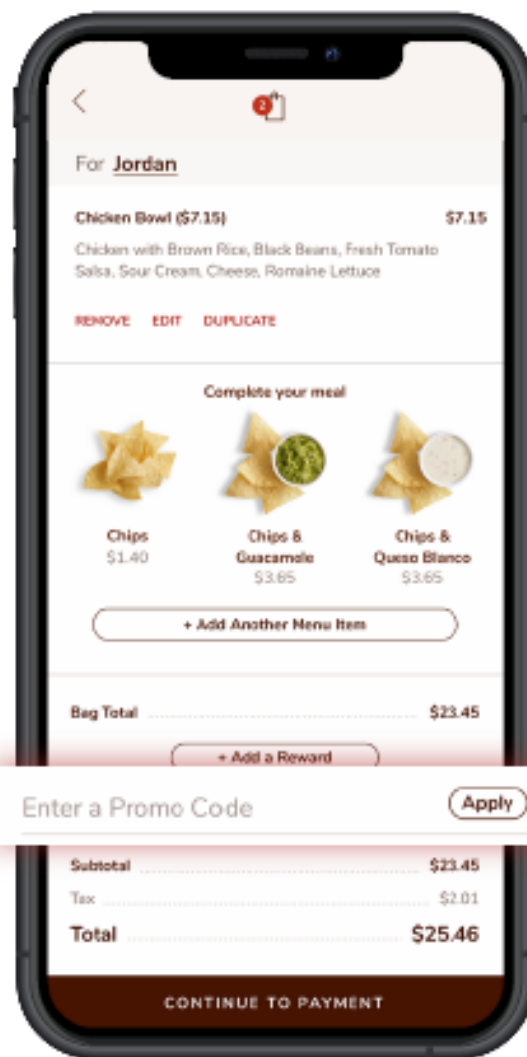 2
For Jordan
Chicken Bowl ($7.15) $7.15
Chicken with Brown Rice, Black Beans, Fresh Tomato
Salsa, Sour Cream, Cheese, Romaine Lettuce
REMOVE EDIT DUPLICATE
Complete your meal
Chips Chips & Chips &
Guacamole Queso Blanco
$1.40 $3.65 $3.65
+ Add Another Menu Item
Bag Total $23.45
+ Add a Reward
Enter a Promo Code Apply
Subtotal $23.45
Tax $2.01
Total $25.46
CONTINUE TO PAYMENT